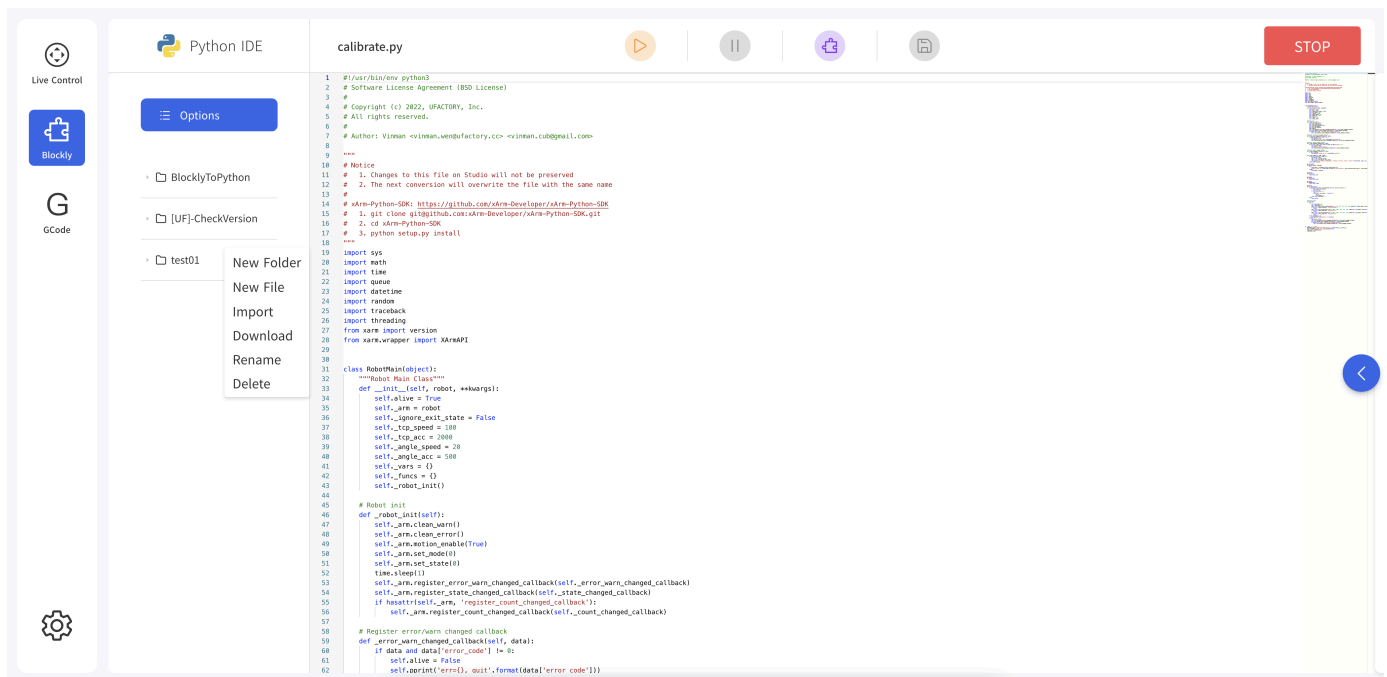 Live Control
Blockly
GCode
Python IDE
Options
BlocklyToPython
[UF]-CheckVersion
test01
New Folder
New File
Import
Download
Rename
Delete
calibrate.py
STOP
1 #!/usr/bin/env python3
2 # Software License Agreement (BSD License)
3 #
4 # Copyright (c) 2022, UFACTORY, Inc.
5 # All rights reserved.
6 #
7 # Author: Vinman <vinman.wen@ufactory.cc> <vinman.cub@gmail.com>
8
9 """
10 # Notice
11 #   1. Changes to this file on Studio will not be preserved
12 #   2. The next conversion will overwrite the file with the same name
13 #
14 # xArm-Python-SDK: https://github.com/xArm-Developer/xArm-Python-SDK
15 #   1. git clone git@github.com:xArm-Developer/xArm-Python-SDK.git
16 #   2. cd xArm-Python-SDK
17 #   3. python setup.py install
18 """
19 import sys
20 import math
21 import time
22 import queue
23 import datetime
24 import random
25 import traceback
26 import threading
27 from xarm import version
28 from xarm.wrapper import XArmAPI
29
30
31 class RobotMain(object):
32     """Robot Main Class"""
33     def __init__(self, robot, **kwargs):
34         self.alive = True
35         self._arm = robot
36         self._ignore_exit_state = False
37         self._tcp_speed = 100
38         self._tcp_acc = 2000
39         self._angle_speed = 20
40         self._angle_acc = 500
41         self._vars = {}
42         self._funcs = {}
43         self._robot_init()
44
45     # Robot init
46     def _robot_init(self):
47         self._arm.clean_warn()
48         self._arm.clean_error()
49         self._arm.motion_enable(True)
50         self._arm.set_mode(0)
51         self._arm.set_state(0)
52         time.sleep(1)
53         self._arm.register_error_warn_changed_callback(self._error_warn_changed_callback)
54         self._arm.register_state_changed_callback(self._state_changed_callback)
55         if hasattr(self._arm, 'register_count_changed_callback'):
56             self._arm.register_count_changed_callback(self._count_changed_callback)
57
58     # Register error/warn changed callback
59     def _error_warn_changed_callback(self, data):
60         if data and data['error_code'] != 0:
61             self.alive = False
62             self.pprint('err={}, quit'.format(data['error_code']))